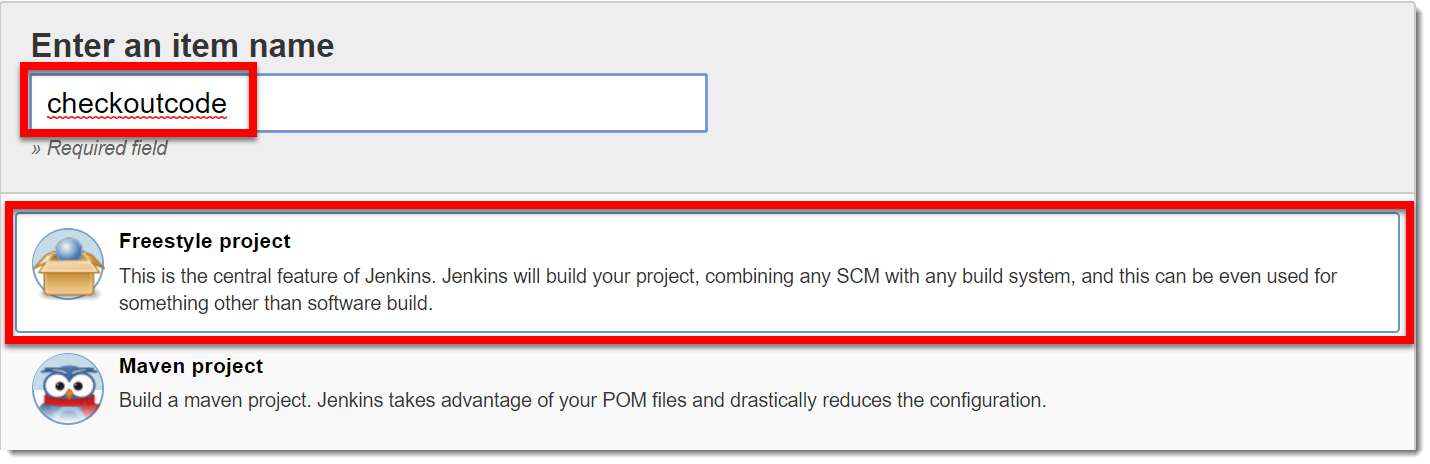 Enter an item name
checkoutcode
» Required field
Freestyle project
This is the central feature of Jenkins. Jenkins will build your project, combining any SCM with any build system, and this can be even used for
something other than software build.
Maven project
Build a maven project. Jenkins takes advantage of your POM files and drastically reduces the configuration.